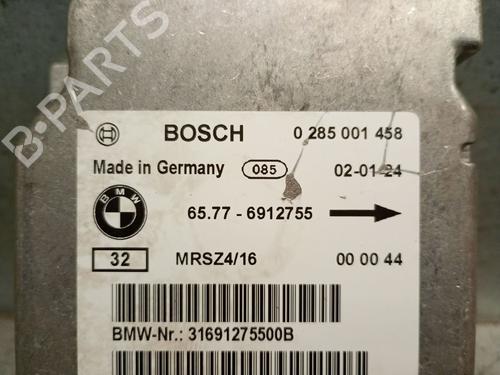 B-PARTS
BOSCH 0 285 001 458
Made in Germany 085 02-01-24
BMW
65.77 - 6912755
32 MRSZ4/16 00 00 44
BMW-Nr.: 31691275500B